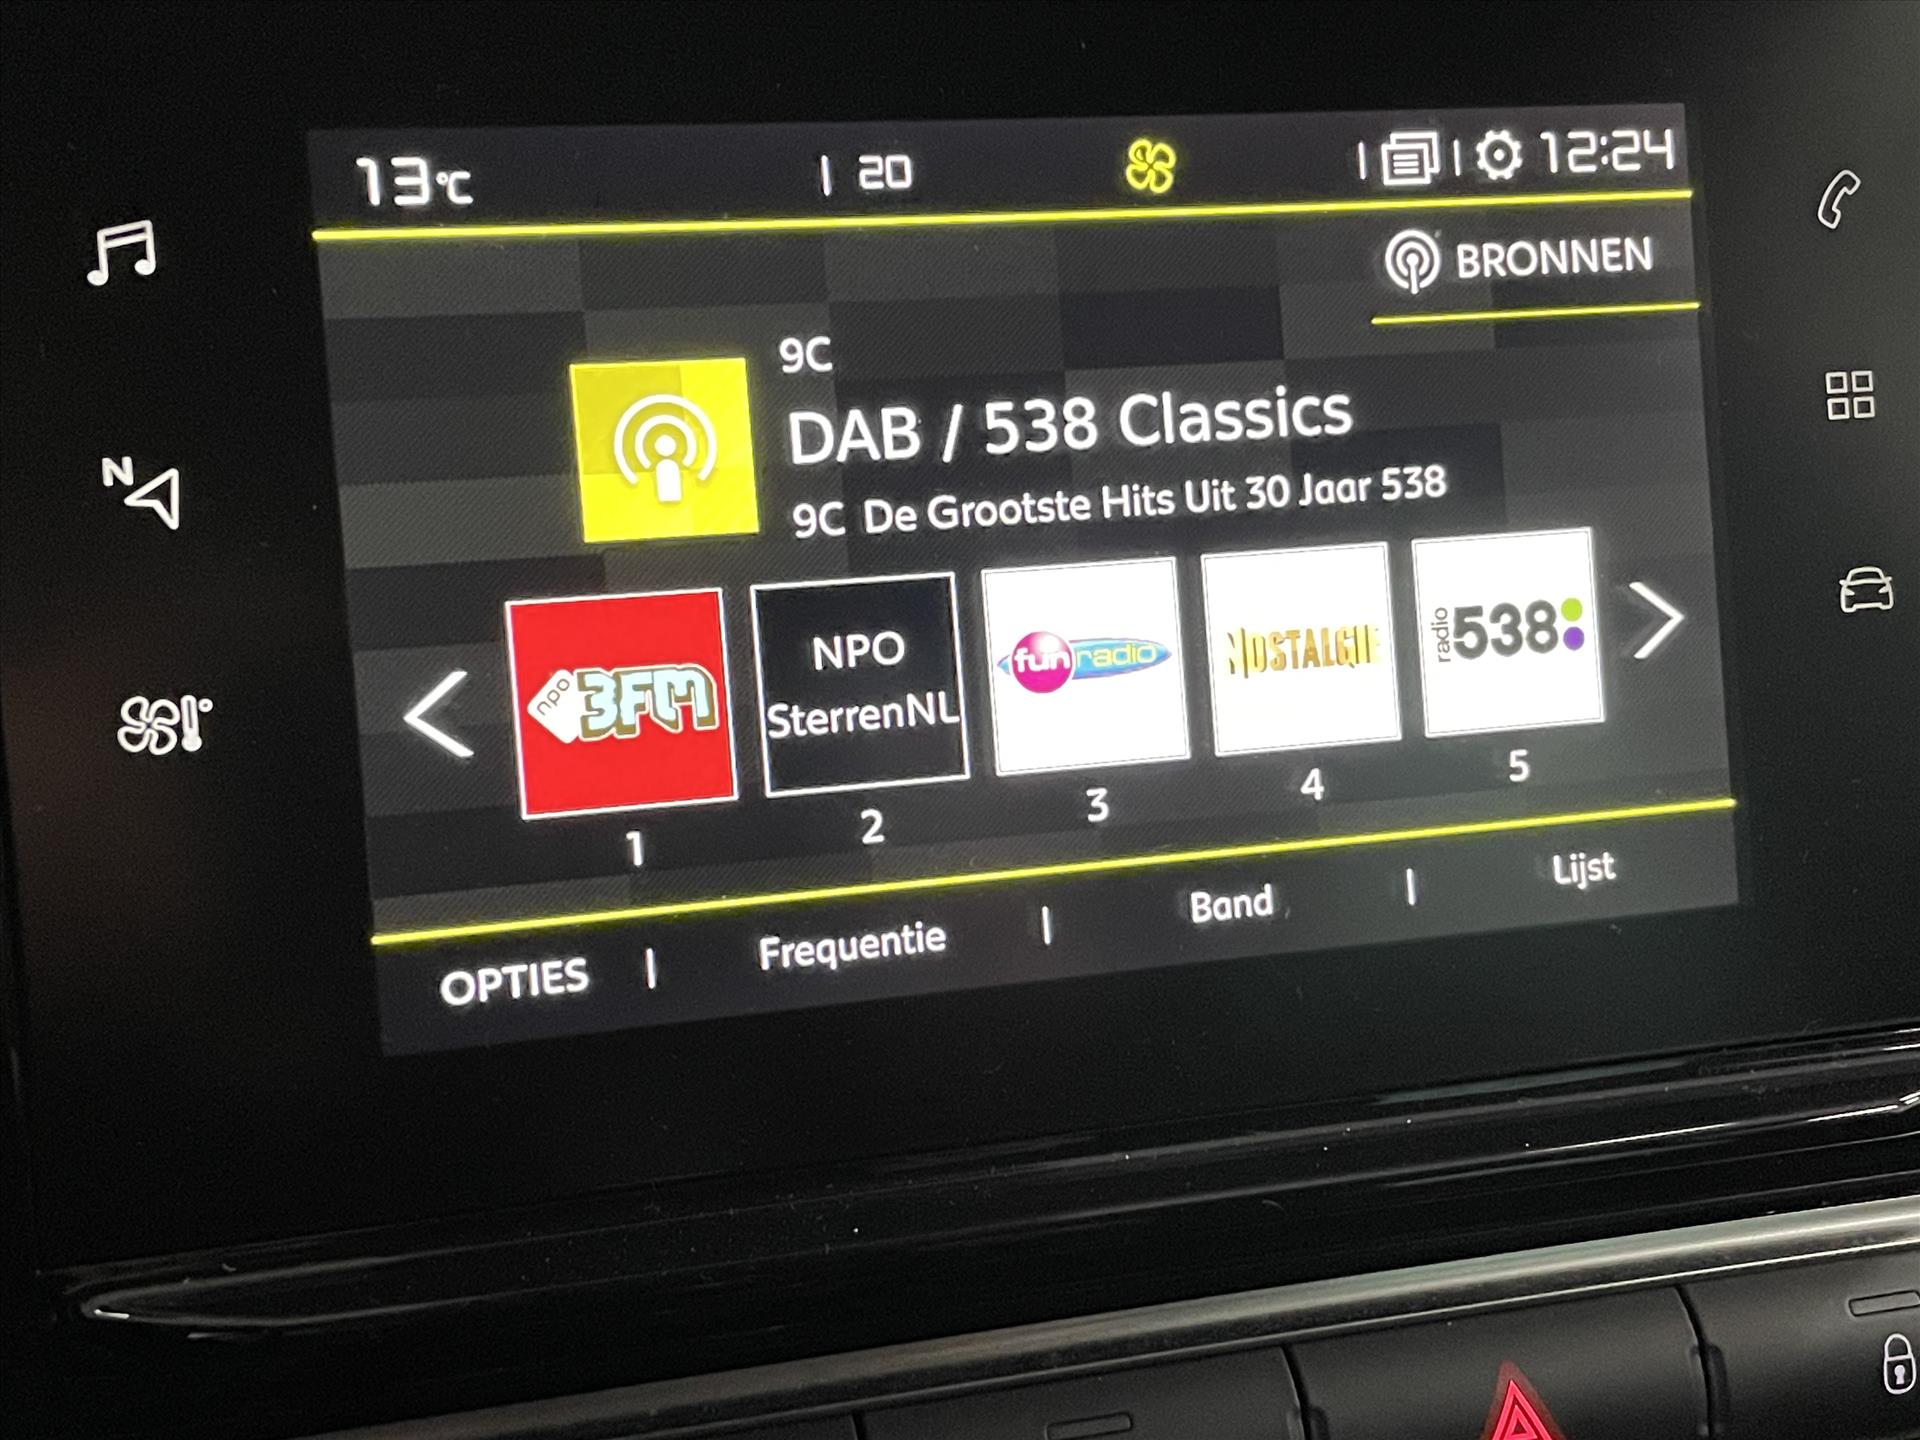 13°C
20
12:24
BRONNEN
N
9C
DAB / 538 Classics
9C De Grootste Hits Uit 30 Jaar 538
npo 3FM
NPO
SterrenNL
fun radio
NOSTALGIE
radio 538
1
2
3
4
5
OPTIES
Frequentie
Band
Lijst